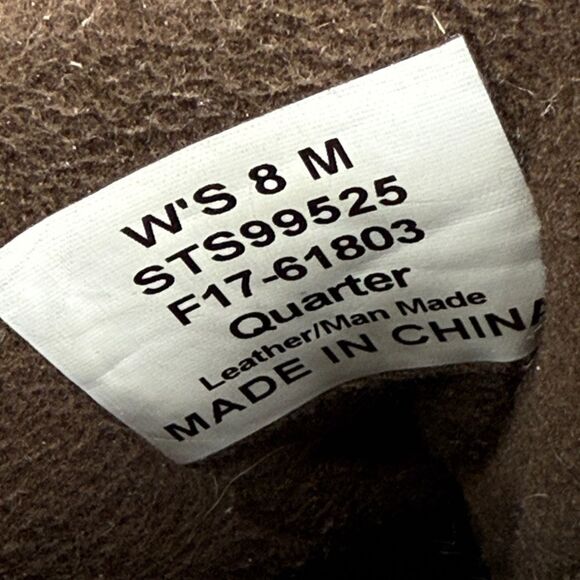 W'S 8 M
STS99525
F17-61803
Quarter
Leather/Man Made
MADE IN CHINA